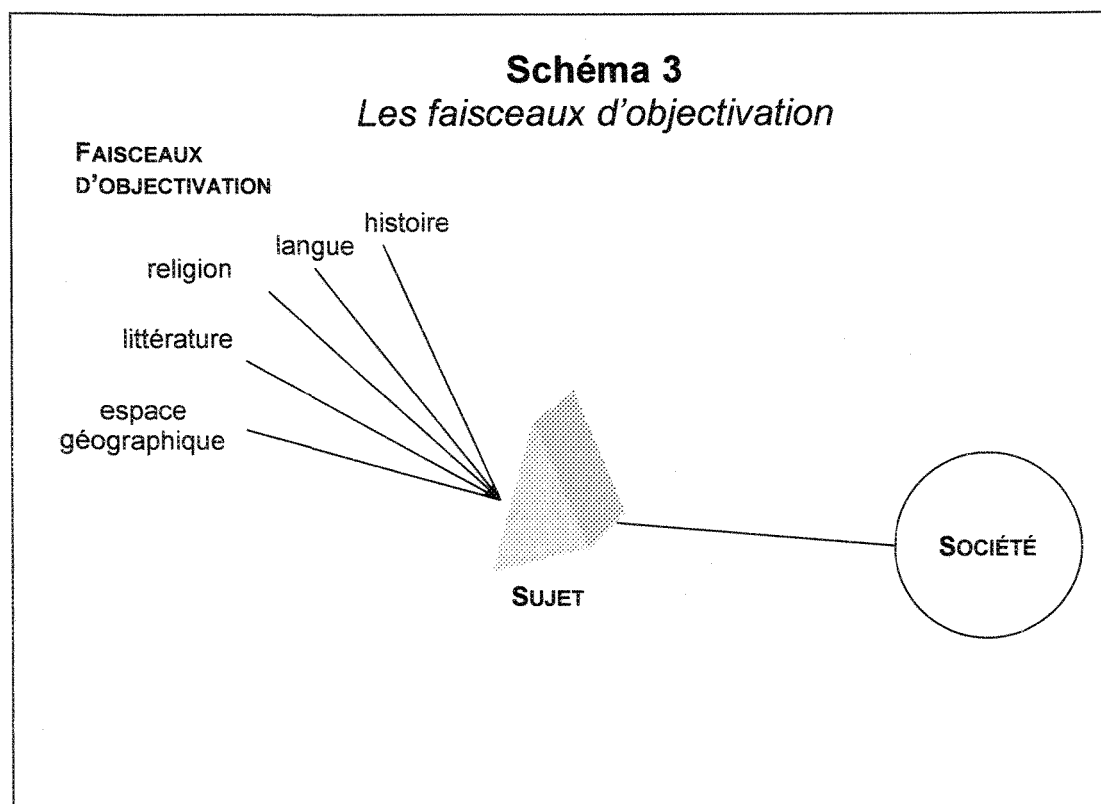 Schéma 3
Les faisceaux d'objectivation
FAISCEAUX
D'OBJECTIVATION
histoire
langue
religion
littérature
espace
géographique
SUJET
SOCIÉTÉ